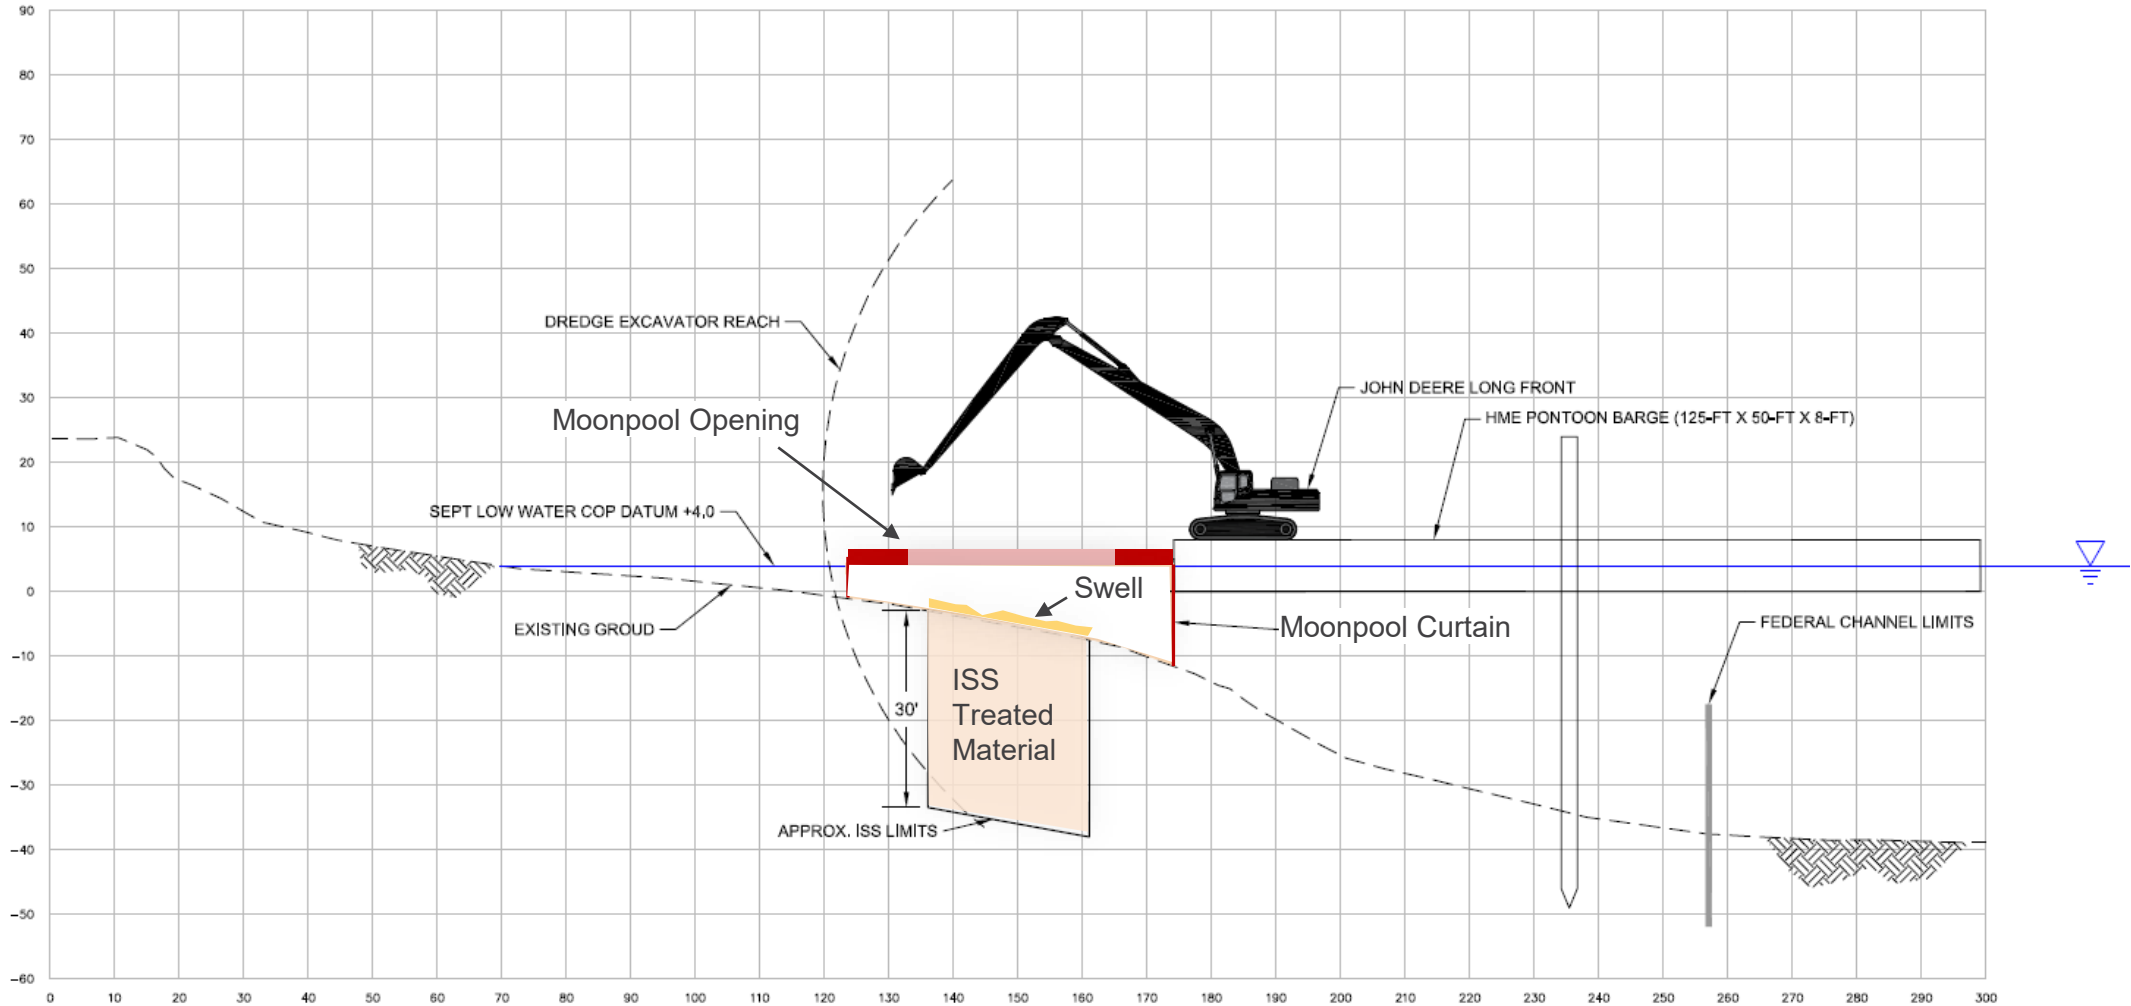 90
80
70
60
50
40
30
20
10
0
-10
-20
-30
-40
-50
-60
DREDGE EXCAVATOR REACH
JOHN DEERE LONG FRONT
Moonpool Opening
HME PONTOON BARGE (125-FT X 50-FT X 8-FT)
SEPT LOW WATER COP DATUM +4,0
Swell
EXISTING GROUD
Moonpool Curtain
FEDERAL CHANNEL LIMITS
ISS
Treated
Material
30'
APPROX. ISS LIMITS
0 10 20 30 40 50 60 70 80 90 100 110 120 130 140 150 160 170 180 190 200 210 220 230 240 250 260 270 280 290 300